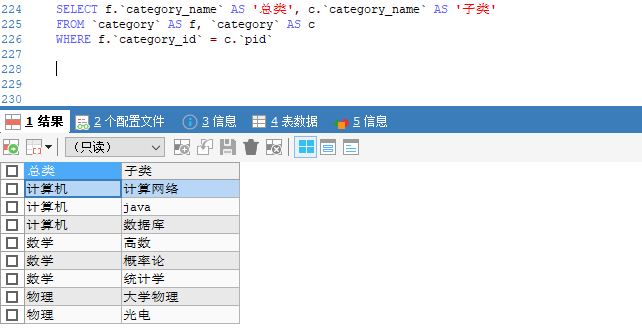 224 SELECT f.`category_name` AS '总类', c.`category_name` AS '子类'
225 FROM `category` AS f, `category` AS c
226 WHERE f.`category_id` = c.`pid`
227
228
229
230
1 结果 2 个配置文件 3 信息 4 表数据 5 信息
（只读）
总类 子类
计算机 计算网络
计算机 java
计算机 数据库
数学 高数
数学 概率论
数学 统计学
物理 大学物理
物理 光电